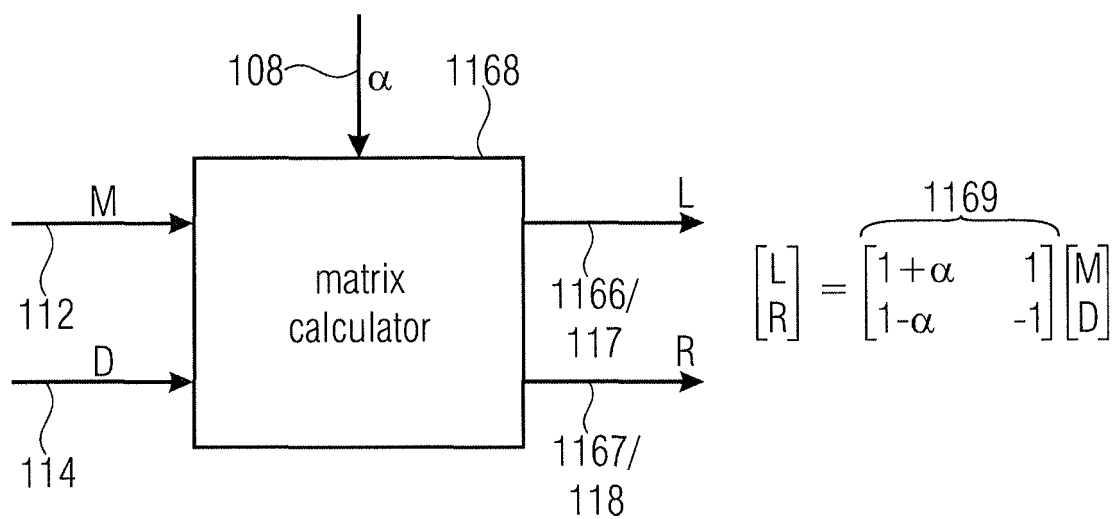 108 α 1168
M L 1169
112 matrix calculator 1166/ 117
[L R] = [1+α 1 1-α -1] [M D]
D R
114 1167/ 118